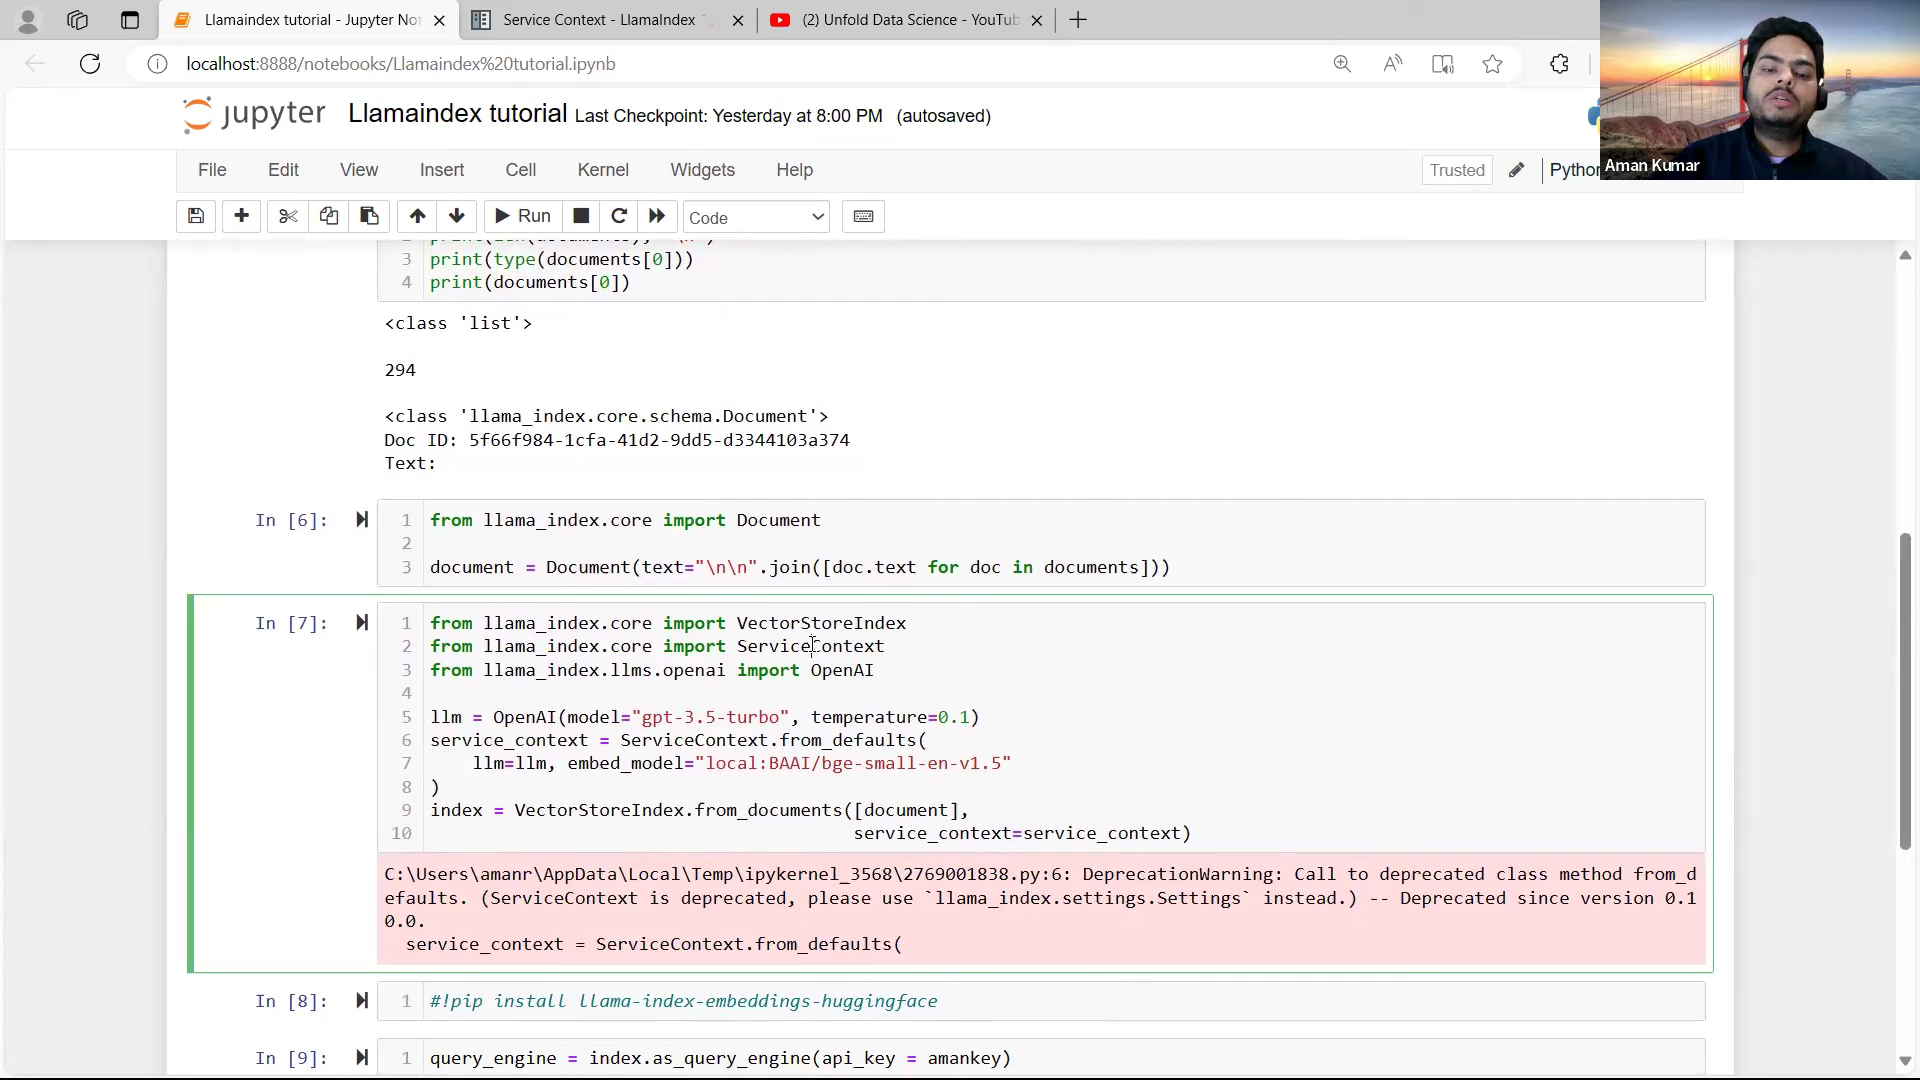 Llamaindex tutorial - Jupyter Not
Service Context - LlamaIndex
(2) Unfold Data Science - YouTub
localhost:8888/notebooks/Llamaindex%20tutorial.ipynb
jupyter
Llamaindex tutorial Last Checkpoint: Yesterday at 8:00 PM (autosaved)
Aman Kumar
File Edit View Insert Cell Kernel Widgets Help
Trusted
Run
Code
3 print(type(documents[0]))
4 print(documents[0])
<class 'list'>
294
<class 'llama_index.core.schema.Document'>
Doc ID: 5f66f984-1cfa-41d2-9dd5-d3344103a374
Text:
In [6]:
1 from llama_index.core import Document
2
3 document = Document(text="\n\n".join([doc.text for doc in documents]))
In [7]:
1 from llama_index.core import VectorStoreIndex
2 from llama_index.core import ServiceContext
3 from llama_index.llms.openai import OpenAI
4
5 llm = OpenAI(model="gpt-3.5-turbo", temperature=0.1)
6 service_context = ServiceContext.from_defaults(
7 llm=llm, embed_model="local:BAAI/bge-small-en-v1.5"
8 )
9 index = VectorStoreIndex.from_documents([document],
10 service_context=service_context)
C:\Users\amanr\AppData\Local\Temp\ipykernel_3568\2769001838.py:6: DeprecationWarning: Call to deprecated class method from_d
efaults. (ServiceContext is deprecated, please use `llama_index.settings.Settings` instead.) -- Deprecated since version 0.1
0.0.
service_context = ServiceContext.from_defaults(
In [8]:
1 #!pip install llama-index-embeddings-huggingface
In [9]:
1 query_engine = index.as_query_engine(api_key = amankey)